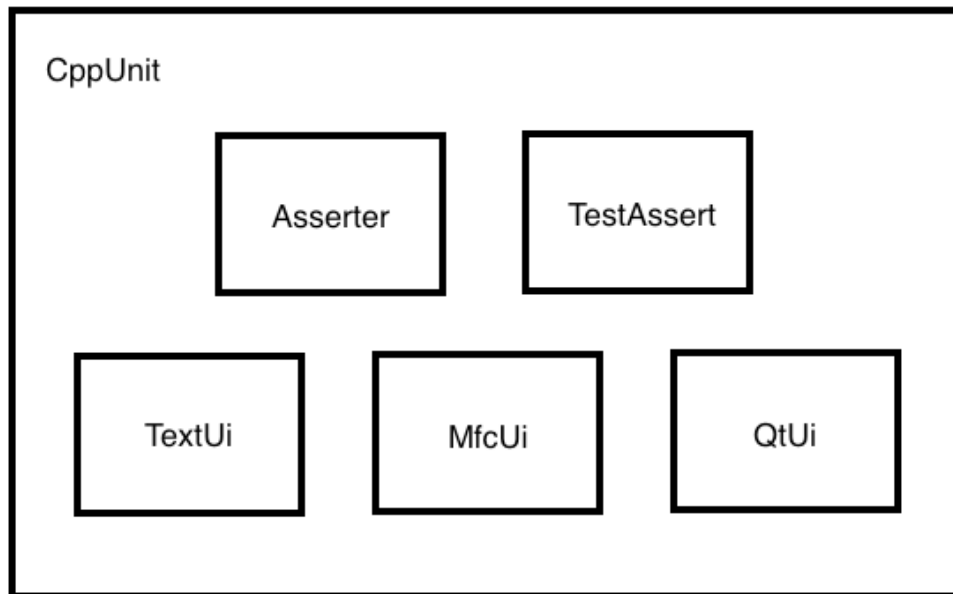 CppUnit
Asserter
TestAssert
TextUi
MfcUi
QtUi